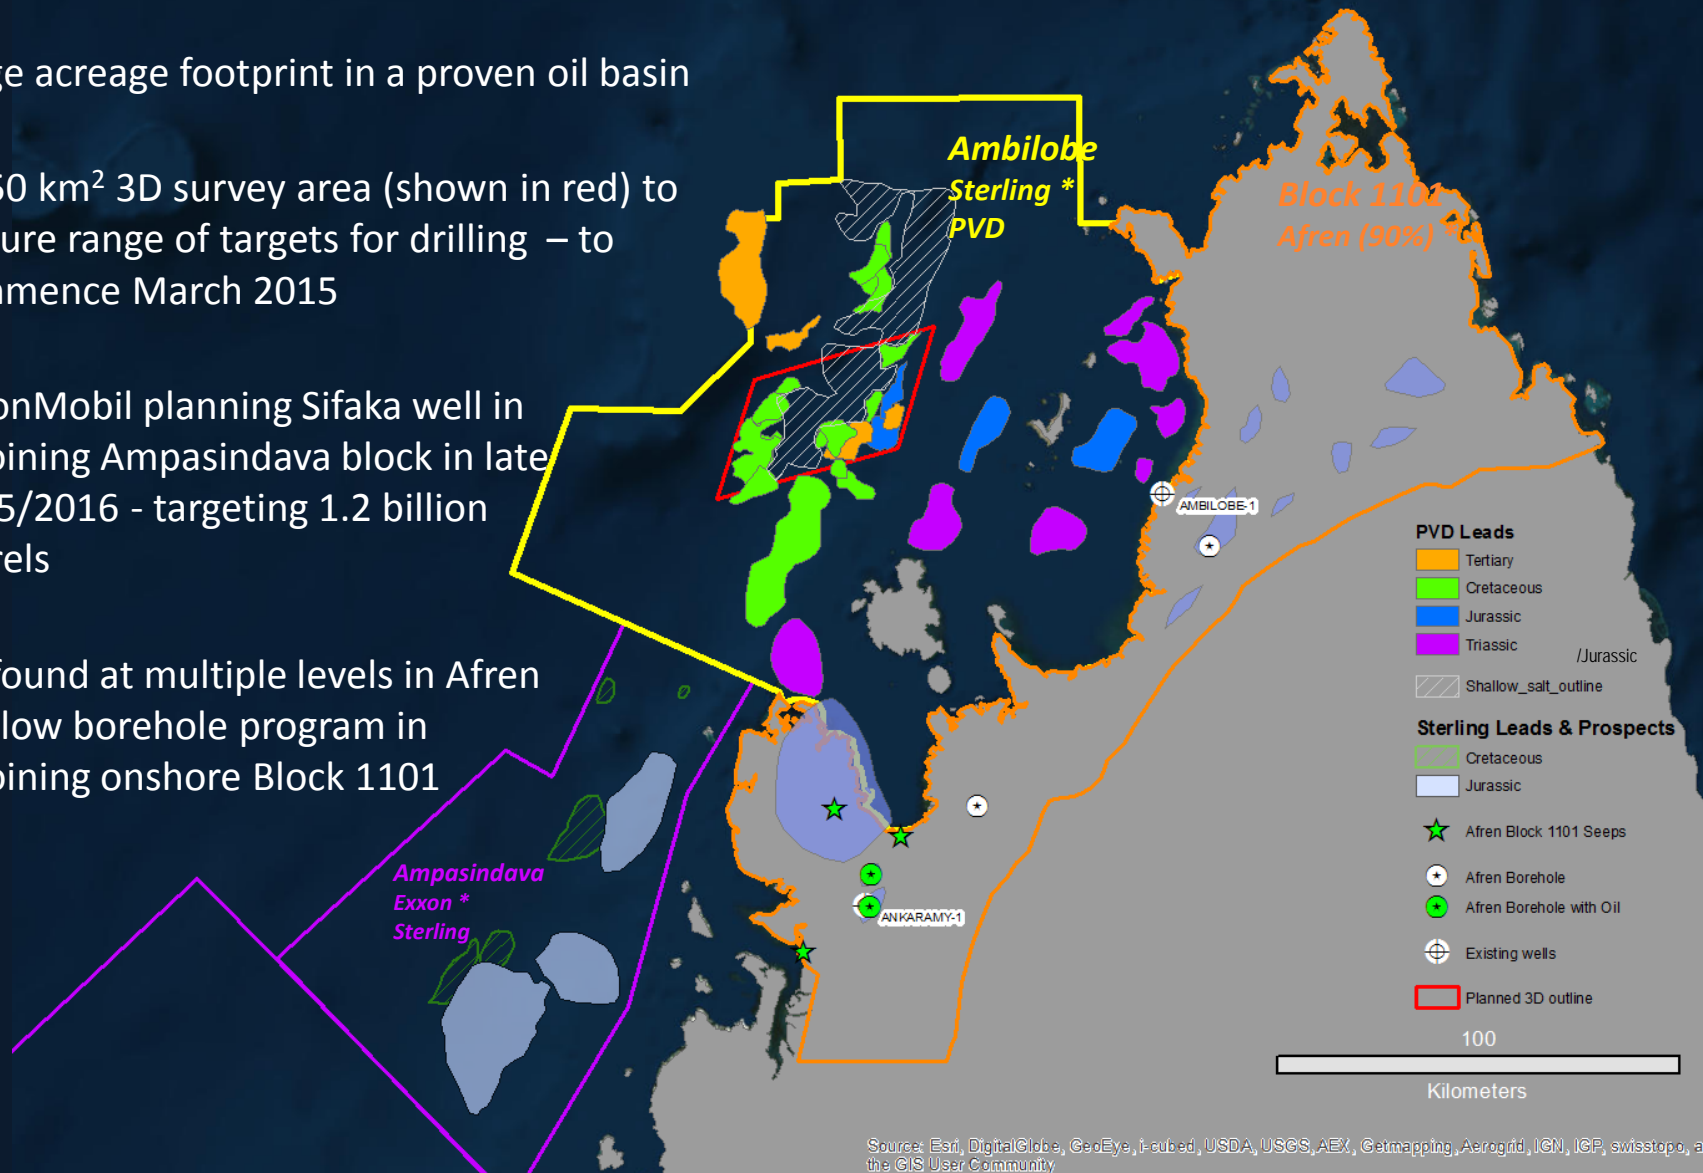 ge acreage footprint in a proven oil basin
50 km² 3D survey area (shown in red) to
ure range of targets for drilling – to
mence March 2015
onMobil planning Sifaka well in
oining Ampasindava block in late
5/2016 - targeting 1.2 billion
rels
found at multiple levels in Afren
low borehole program in
oining onshore Block 1101
Ambilobe
Sterling *
PVD
Block 1101
Afren (90%) *
AMBILOBE-1
ANKARAMY-1
Ampasindava
Exxon *
Sterling
PVD Leads
Tertiary
Cretaceous
Jurassic
Triassic
/Jurassic
Shallow_salt_outline
Sterling Leads & Prospects
Cretaceous
Jurassic
Afren Block 1101 Seeps
Afren Borehole
Afren Borehole with Oil
Existing wells
Planned 3D outline
100
Kilometers
Source: Esri, DigitalGlobe, GeoEye, i-cubed, USDA, USGS, AEX, Getmapping, Aerogrid, IGN, IGP, swisstopo, a
the GIS User Community